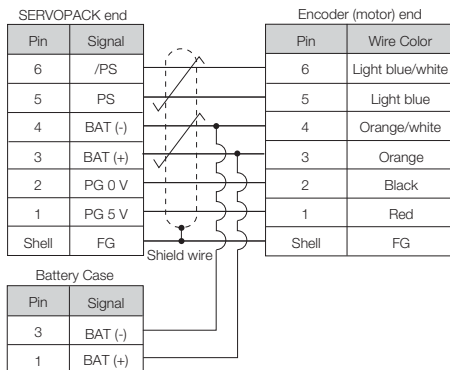 SERVOPACK end
Pin Signal
6 /PS
5 PS
4 BAT (-)
3 BAT (+)
2 PG 0 V
1 PG 5 V
Shell FG
Shield wire
Encoder (motor) end
Pin Wire Color
6 Light blue/white
5 Light blue
4 Orange/white
3 Orange
2 Black
1 Red
Shell FG
Battery Case
Pin Signal
3 BAT (-)
1 BAT (+)